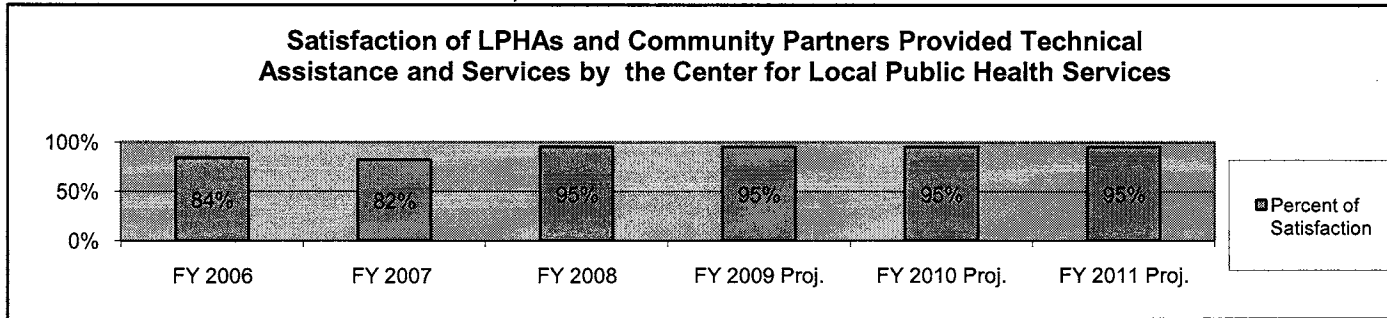 Satisfaction of LPHAs and Community Partners Provided Technical
Assistance and Services by the Center for Local Public Health Services
100%
50%
0%
84%
82%
95%
95%
95%
95%
FY 2006
FY 2007
FY 2008
FY 2009 Proj.
FY 2010 Proj.
FY 2011 Proj.
Percent of
Satisfaction